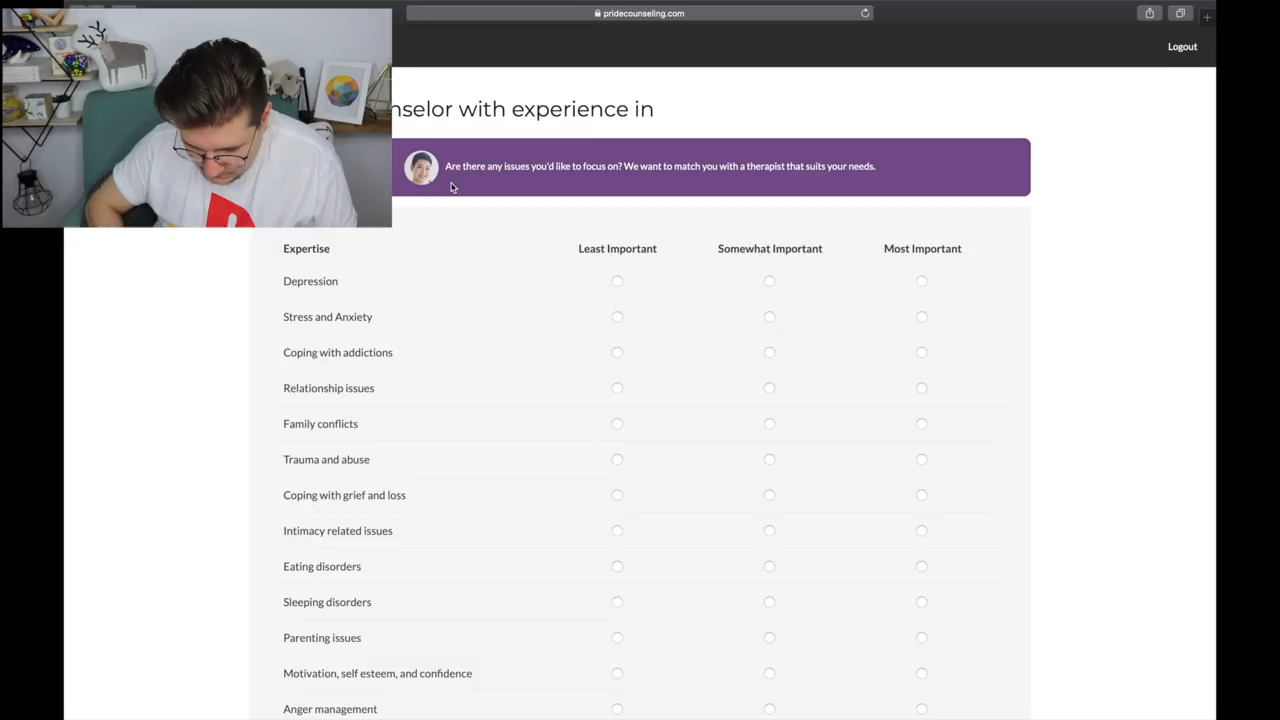 pridecounseling.com
Logout
nselor with experience in
Are there any issues you'd like to focus on? We want to match you with a therapist that suits your needs.
Expertise Least Important Somewhat Important Most Important
Depression
Stress and Anxiety
Coping with addictions
Relationship issues
Family conflicts
Trauma and abuse
Coping with grief and loss
Intimacy related issues
Eating disorders
Sleeping disorders
Parenting issues
Motivation, self esteem, and confidence
Anger management